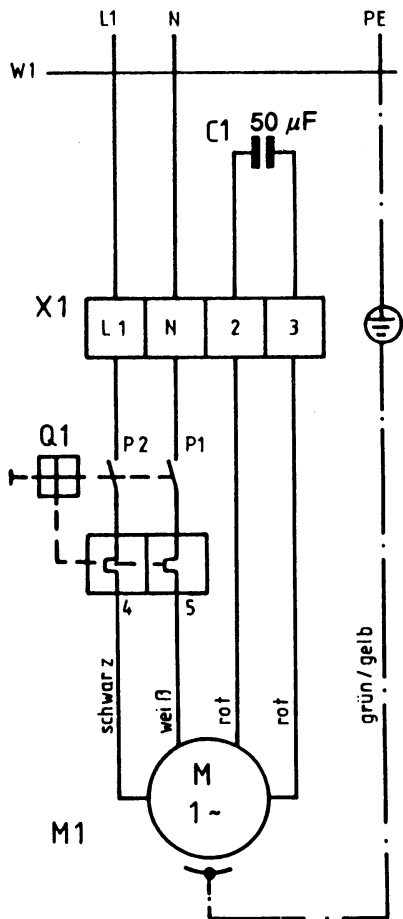 L1 N PE
W1
C1 50 µF
X1
L1 N 2 3
Q1
P2 P1
4 5
schwarz
weiß
rot
rot
grün/gelb
M
1~
M1